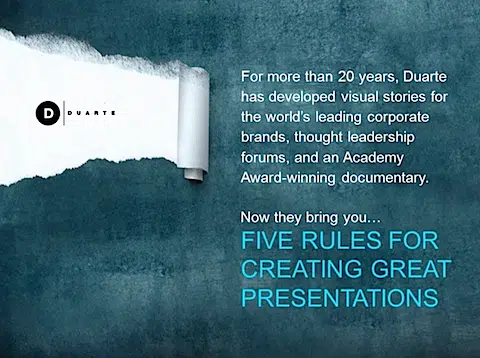 D | DUARTE
For more than 20 years, Duarte
has developed visual stories for
the world's leading corporate
brands, thought leadership
forums, and an Academy
Award-winning documentary.
Now they bring you…
FIVE RULES FOR
CREATING GREAT
PRESENTATIONS